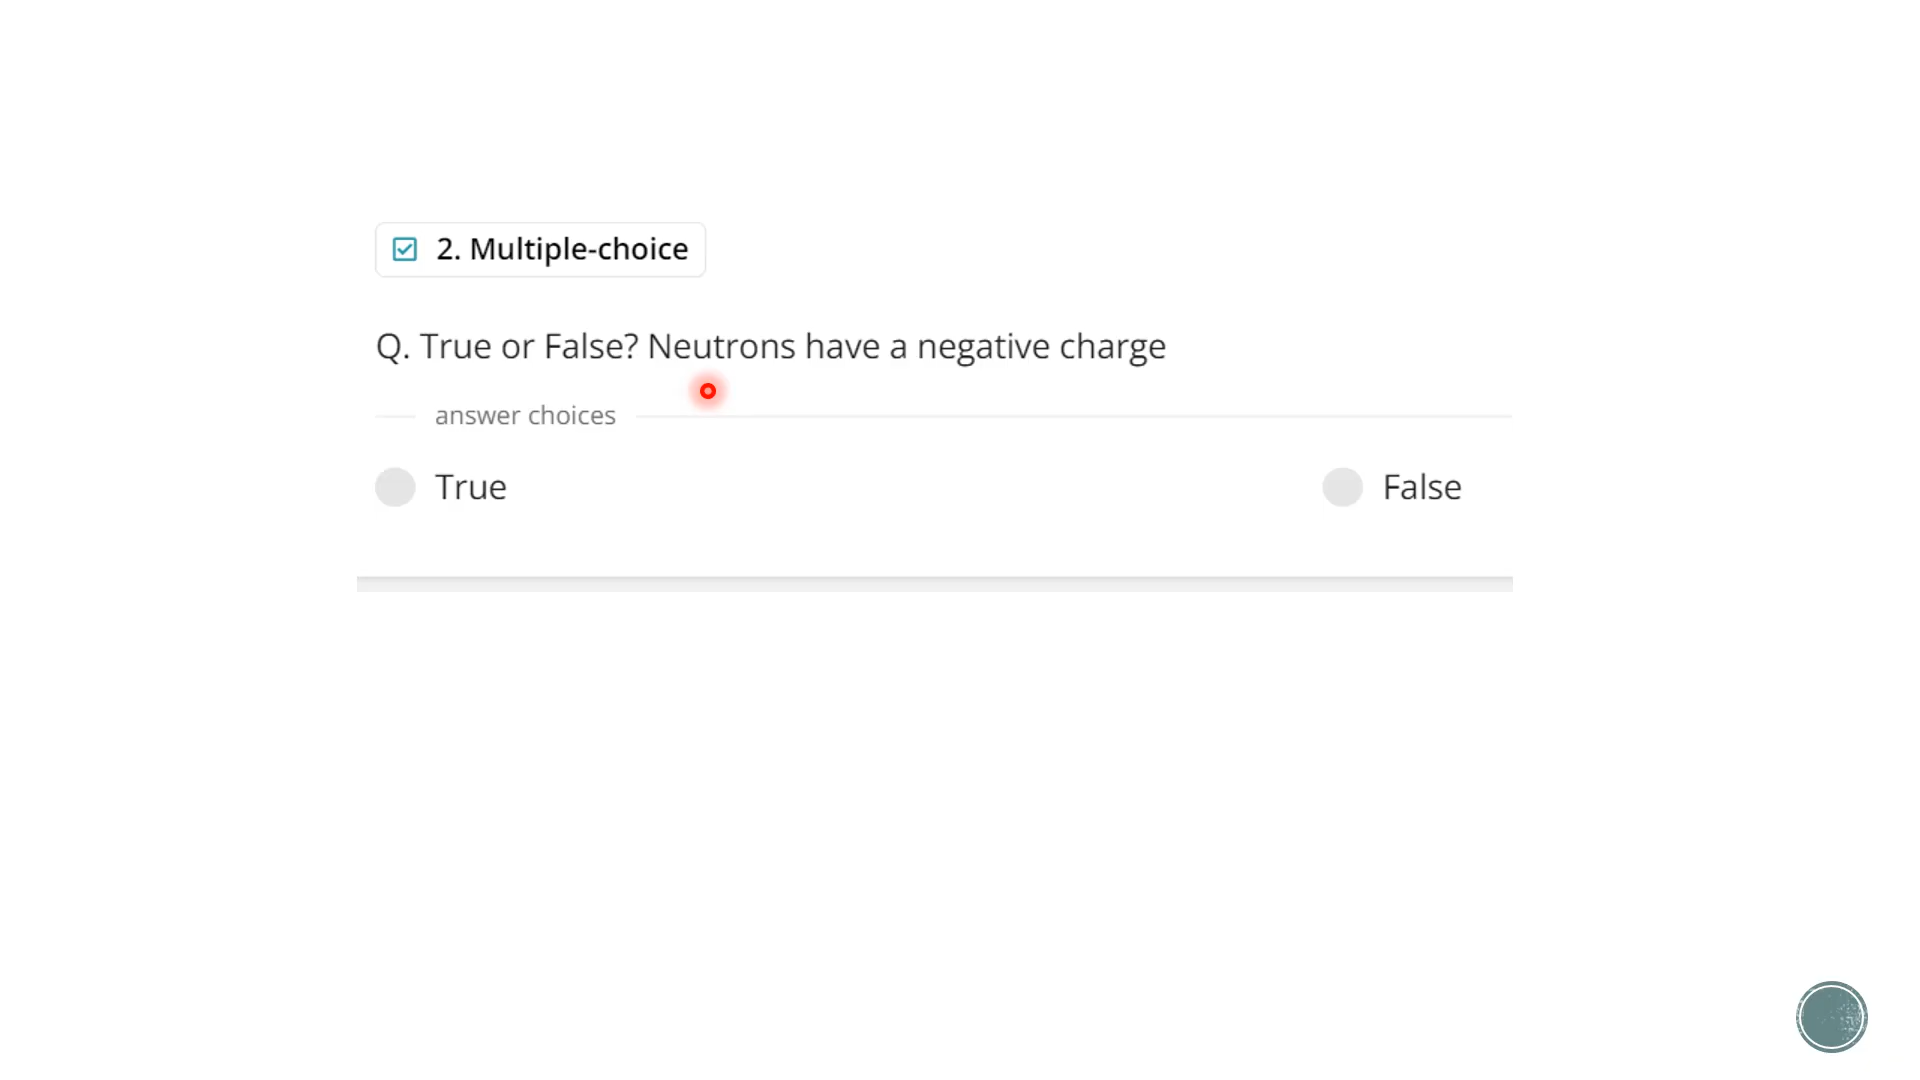 2. Multiple-choice
Q. True or False? Neutrons have a negative charge
answer choices
True
False